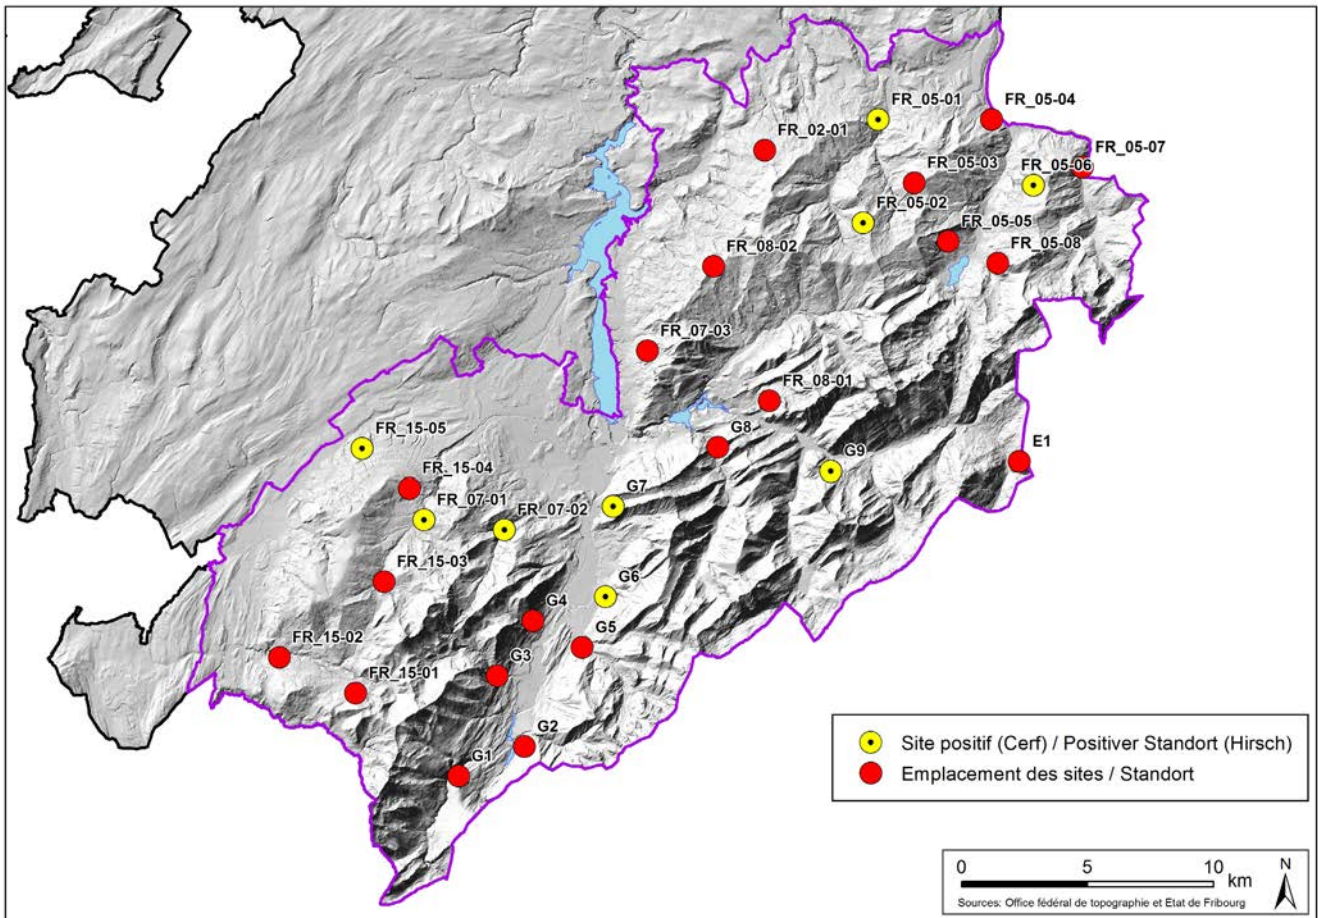 FR_05-01
FR_05-04
FR_02-01
FR_05-07
FR_05-03
FR_05-06
FR_05-02
FR_05-05
FR_08-02
FR_05-08
FR_07-03
FR_08-01
FR_15-05
G8
E1
FR_15-04
G9
FR_07-01
G7
FR_07-02
FR_15-03
G6
G4
FR_15-02
G5
FR_15-01
G3
G2
G1
Site positif (Cerf) / Positiver Standort (Hirsch)
Emplacement des sites / Standort
0 10 N
km
Sources: Office fédéral de topographie et Etat de Fribourg